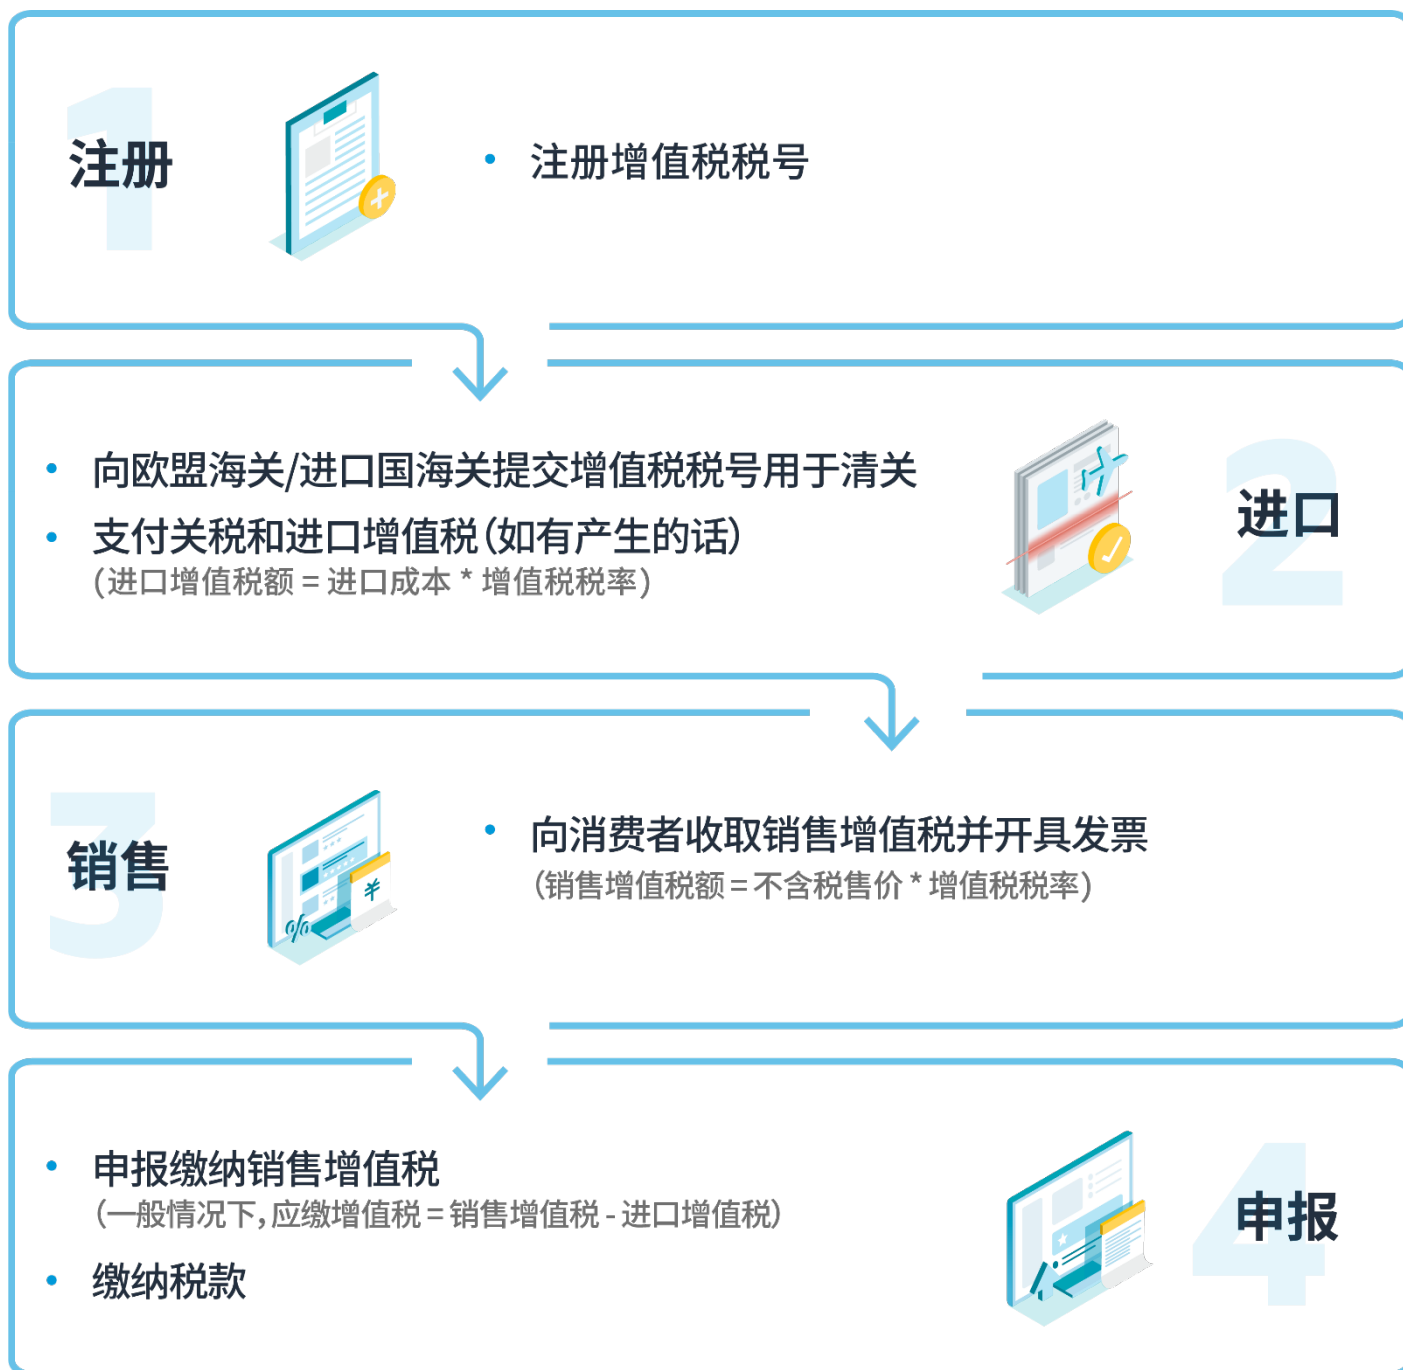 1
注册
• 注册增值税税号
• 向欧盟海关/进口国海关提交增值税税号用于清关
• 支付关税和进口增值税(如有产生的话)
(进口增值税额 = 进口成本 * 增值税税率)
2
进口
3
销售
%
¥
• 向消费者收取销售增值税并开具发票
(销售增值税额 = 不含税售价 * 增值税税率)
• 申报缴纳销售增值税
(一般情况下, 应缴增值税 = 销售增值税 - 进口增值税)
• 缴纳税款
4
申报